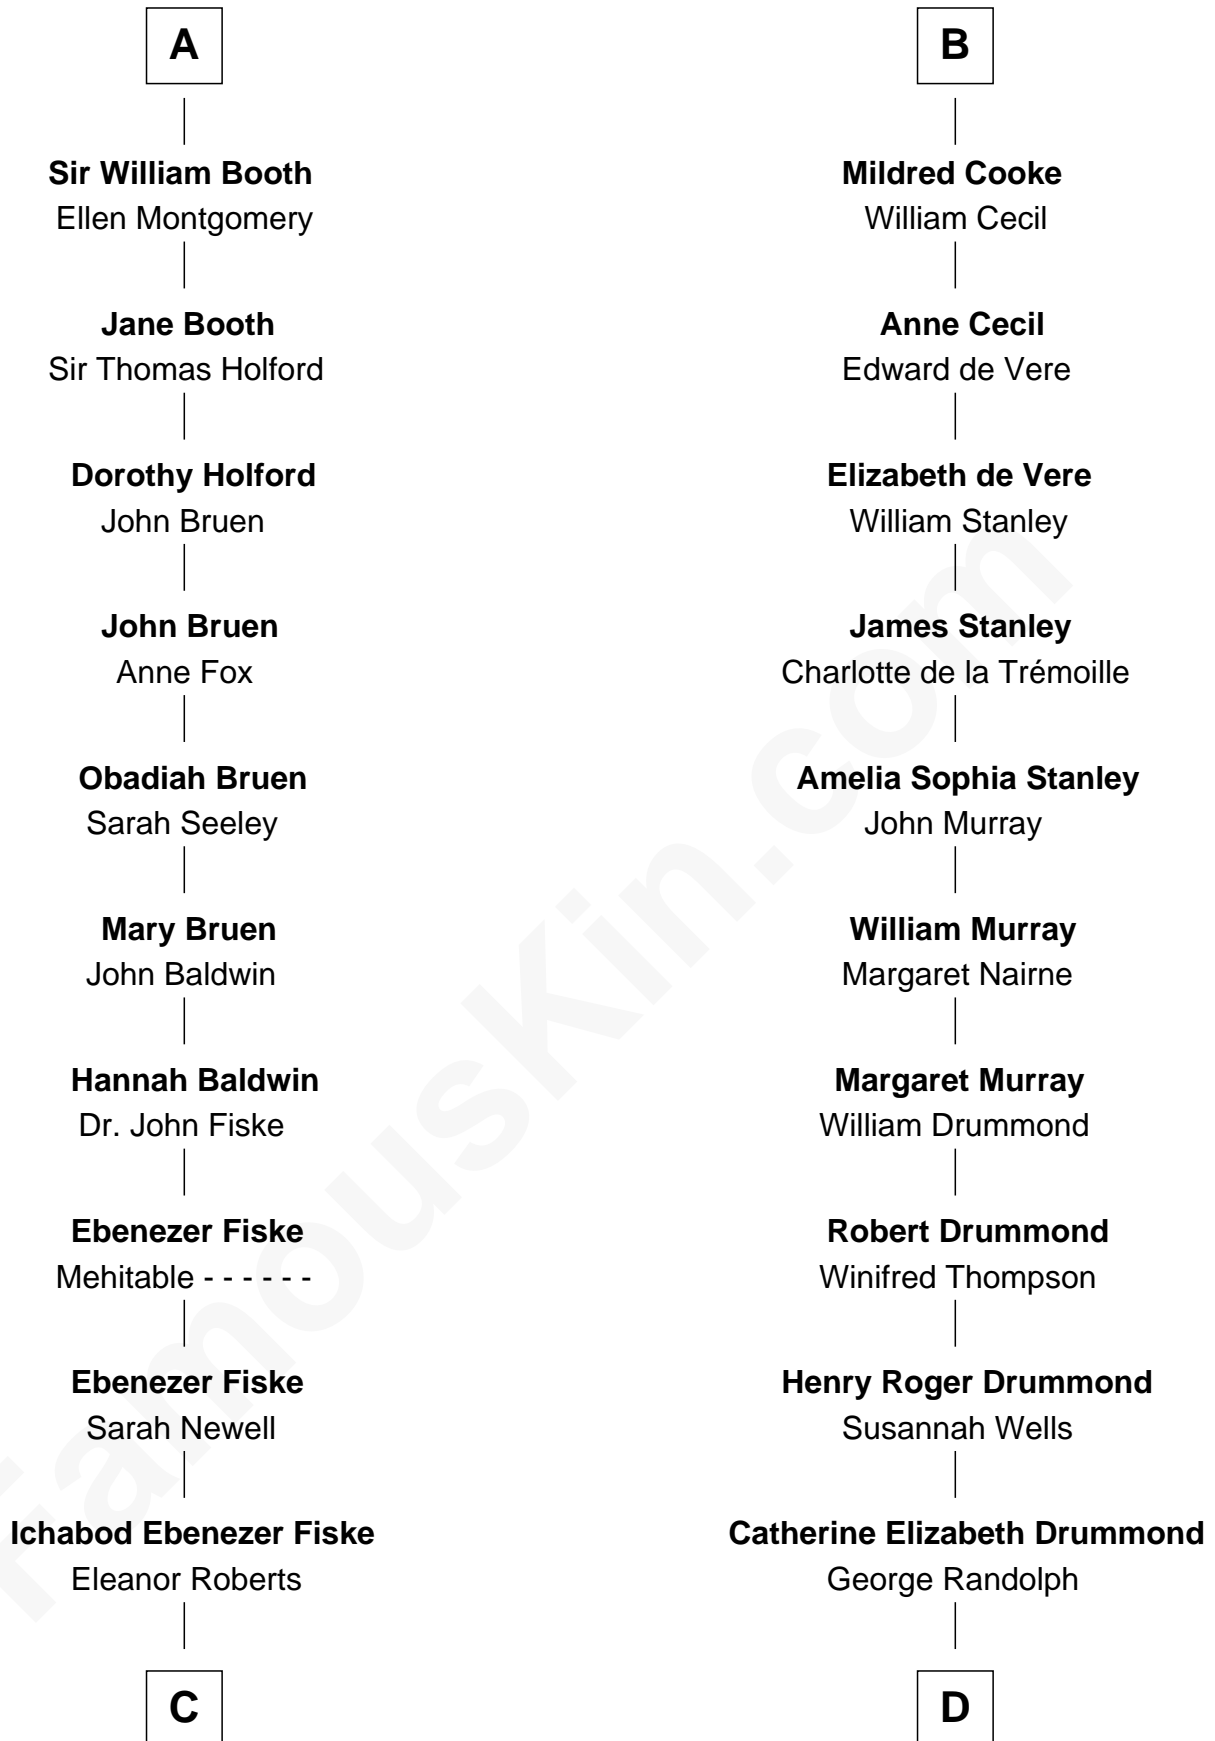 A
Sir William Booth
Ellen Montgomery
Jane Booth
Sir Thomas Holford
Dorothy Holford
John Bruen
John Bruen
Anne Fox
Obadiah Bruen
Sarah Seeley
Mary Bruen
John Baldwin
Hannah Baldwin
Dr. John Fiske
Ebenezer Fiske
Mehitable - - - - - -
Ebenezer Fiske
Sarah Newell
Ichabod Ebenezer Fiske
Eleanor Roberts
C
B
Mildred Cooke
William Cecil
Anne Cecil
Edward de Vere
Elizabeth de Vere
William Stanley
James Stanley
Charlotte de la Trémoille
Amelia Sophia Stanley
John Murray
William Murray
Margaret Nairne
Margaret Murray
William Drummond
Robert Drummond
Winifred Thompson
Henry Roger Drummond
Susannah Wells
Catherine Elizabeth Drummond
George Randolph
D
FamousKin.com